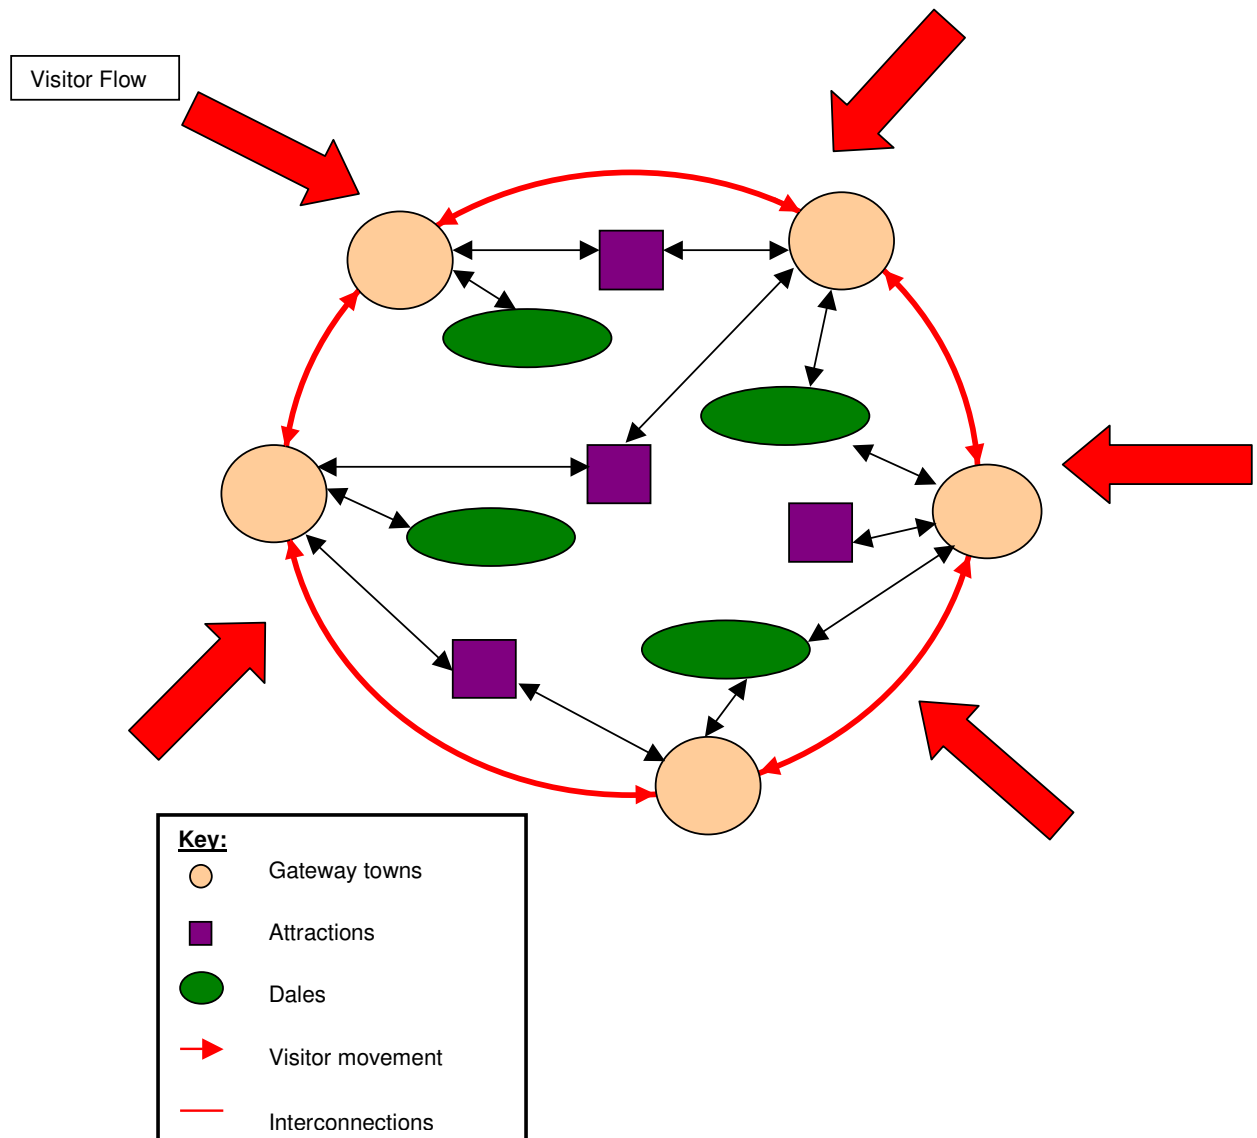 Visitor Flow
Key:
Gateway towns
Attractions
Dales
Visitor movement
Interconnections